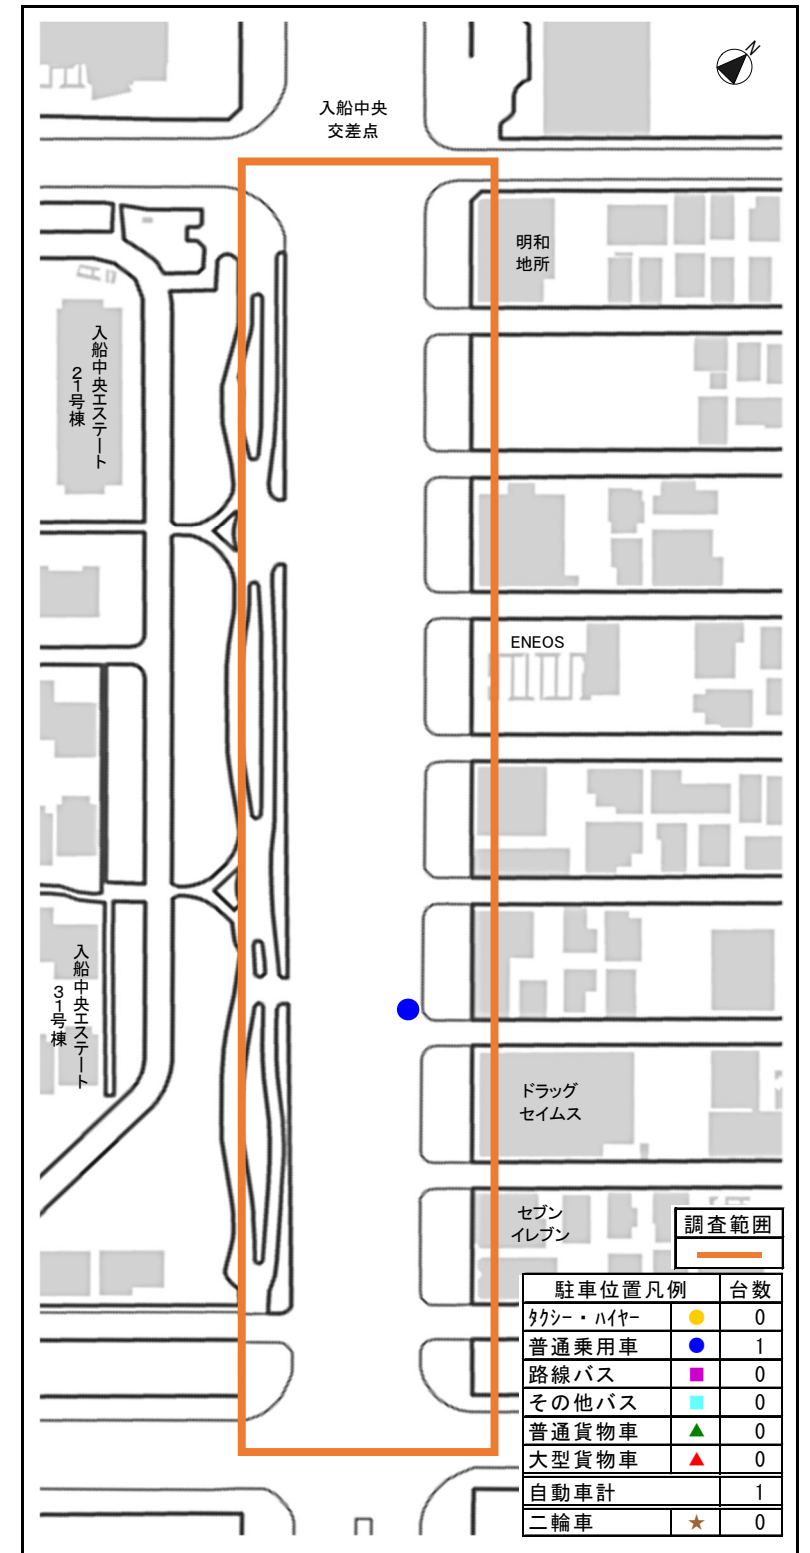 N
入船中央
交差点
明和
地所
入船中央エステート
21号棟
ENEOS
入船中央エステート
31号棟
ドラッグ
セイムス
セブン
イレブン
調査範囲
駐車位置凡例 台数
ﾀｸｼｰ・ﾊｲﾔｰ 0
普通乗用車 1
路線バス 0
その他バス 0
普通貨物車 0
大型貨物車 0
自動車計 1
二輪車 0